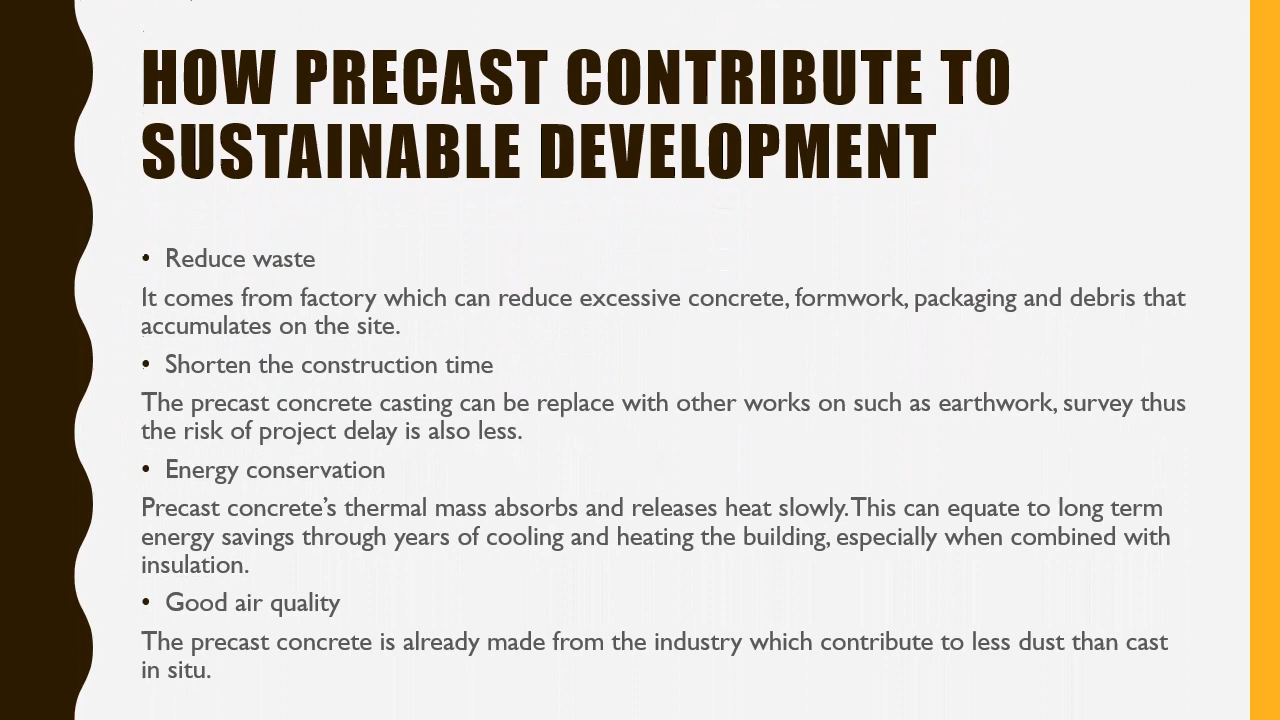 HOW PRECAST CONTRIBUTE TO
SUSTAINABLE DEVELOPMENT
• Reduce waste
It comes from factory which can reduce excessive concrete, formwork, packaging and debris that
accumulates on the site.
• Shorten the construction time
The precast concrete casting can be replace with other works on such as earthwork, survey thus
the risk of project delay is also less.
• Energy conservation
Precast concrete’s thermal mass absorbs and releases heat slowly. This can equate to long term
energy savings through years of cooling and heating the building, especially when combined with
insulation.
• Good air quality
The precast concrete is already made from the industry which contribute to less dust than cast
in situ.